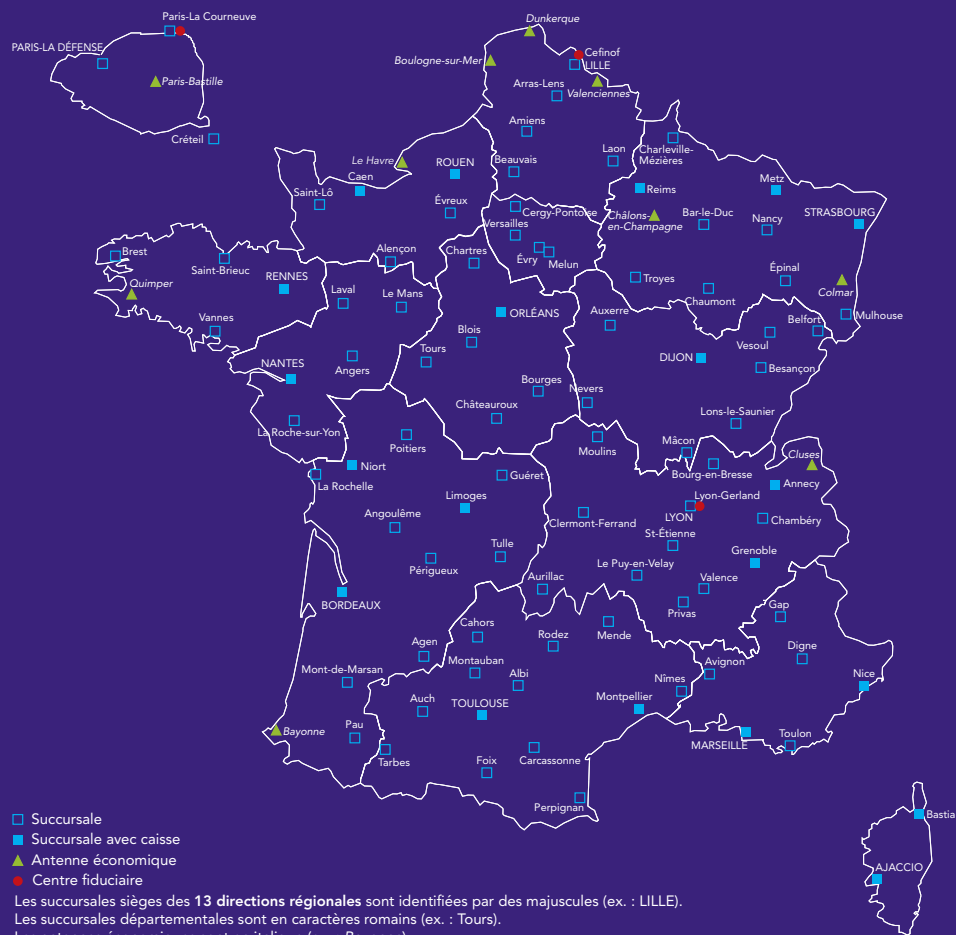 Paris-La Courneuve
PARIS-LA DÉFENSE
Paris-Bastille
Créteil
Dunkerque
Boulogne-sur-Mer
Cefinof
LILLE
Arras-Lens
Valenciennes
Amiens
Le Havre
ROUEN
Beauvais
Laon
Charleville-
Mézières
Caen
Saint-Lô
Évreux
Cergy-Pontoise
Versailles
Reims
Châlons-
en-Champagne
Metz
Bar-le-Duc
Nancy
STRASBOURG
Brest
Saint-Brieuc
Alençon
Chartres
Évry
Melun
Troyes
Épinal
Quimper
RENNES
Laval
Le Mans
Chaumont
Colmar
Mulhouse
ORLÉANS
Auxerre
Belfort
Vannes
Blois
Vesoul
NANTES
Angers
Tours
DIJON
Besançon
Bourges
Nevers
Châteauroux
Lons-le-Saunier
La Roche-sur-Yon
Poitiers
Moulins
Mâcon
Bourg-en-Bresse
Cluses
Niort
La Rochelle
Guéret
Annecy
Limoges
Lyon-Gerland
LYON
Angoulême
Clermont-Ferrand
Chambéry
St-Étienne
Tulle
Grenoble
Périgueux
Le Puy-en-Velay
Aurillac
Valence
BORDEAUX
Privas
Gap
Cahors
Mende
Rodez
Agen
Digne
Mont-de-Marsan
Montauban
Albi
Avignon
Nîmes
Nice
Auch
TOULOUSE
Montpellier
Bayonne
Pau
MARSEILLE
Toulon
Tarbes
Foix
Carcassonne
Perpignan
Bastia
AJACCIO
Succursale
Succursale avec caisse
Antenne économique
Centre fiduciaire
Les succursales sièges des 13 directions régionales sont identifiées par des majuscules (ex. : LILLE).
Les succursales départementales sont en caractères romains (ex. : Tours).